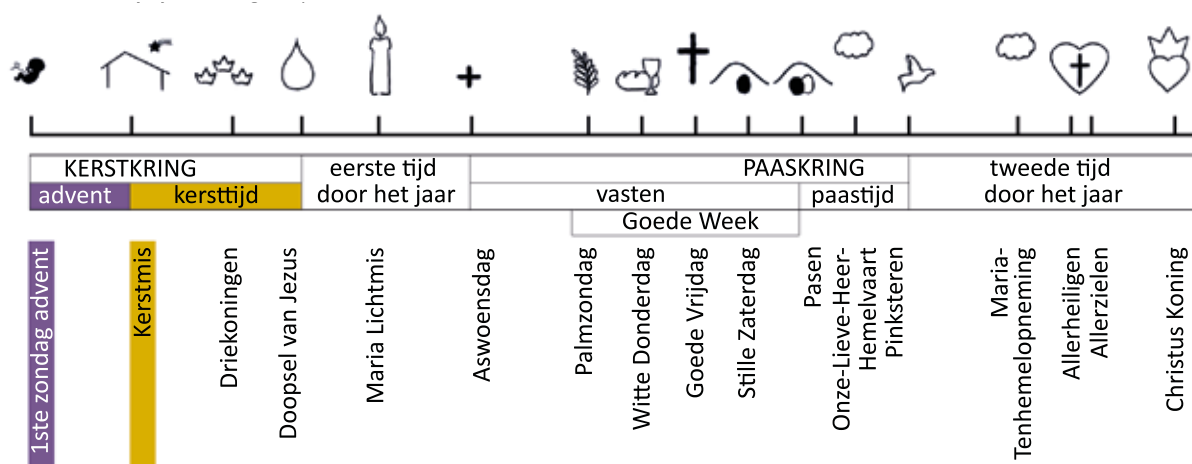 KERSTKRING
eerste tijd
door het jaar
PAASKRING
tweede tijd
door het jaar
advent
kersttijd
vasten
paastijd
Goede Week
1ste zondag advent
Kerstmis
Driekoningen
Doopsel van Jezus
Maria Lichtmis
Aswoensdag
Palmzondag
Witte Donderdag
Goede Vrijdag
Stille Zaterdag
Pasen
Onze-Lieve-Heer-
Hemelvaart
Pinksteren
Maria-
Tenhemelopneming
Allerheiligen
Allerzielen
Christus Koning